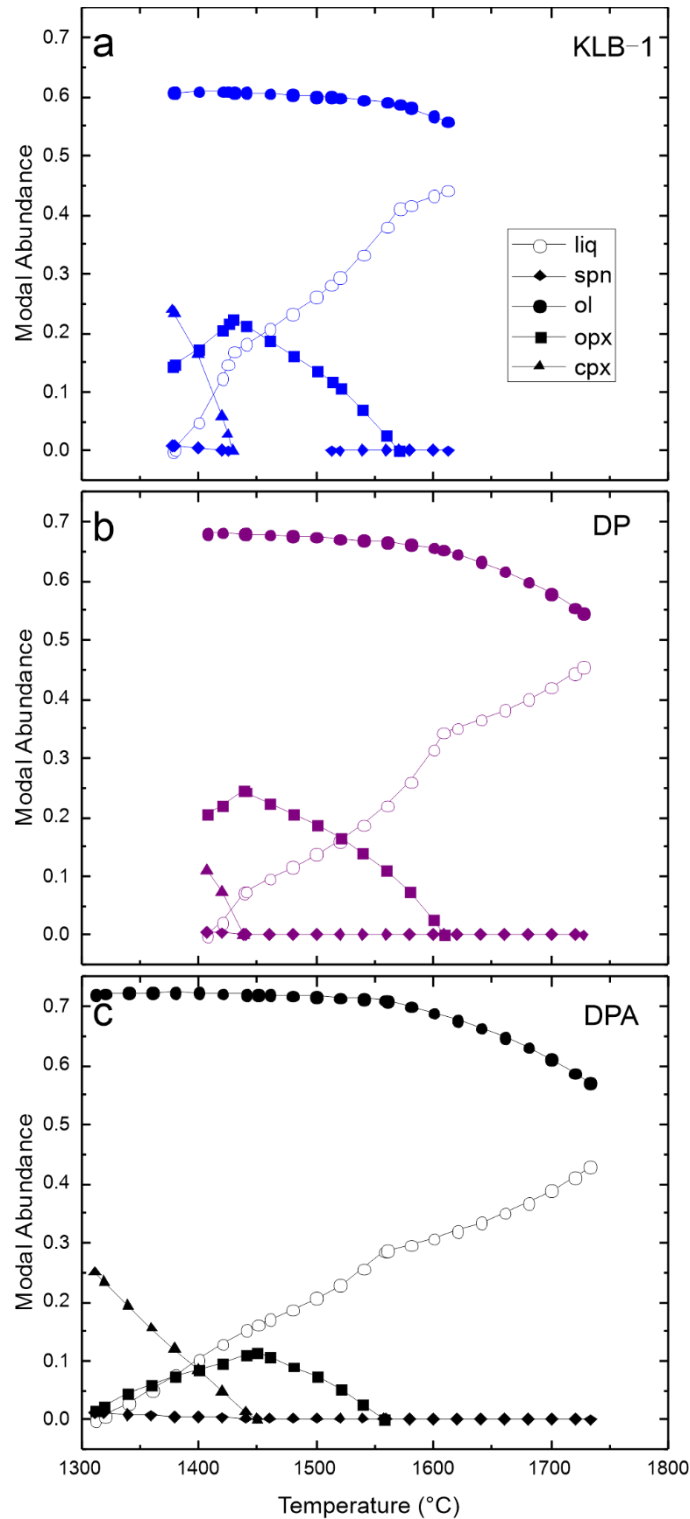 a
KLB-1
0.7
0.6
0.5
0.4
0.3
0.2
0.1
0.0
Modal Abundance
liq
spn
ol
opx
cpx
b
DP
0.7
0.6
0.5
0.4
0.3
0.2
0.1
0.0
Modal Abundance
c
DPA
0.7
0.6
0.5
0.4
0.3
0.2
0.1
0.0
Modal Abundance
1300 1400 1500 1600 1700 1800
Temperature (°C)